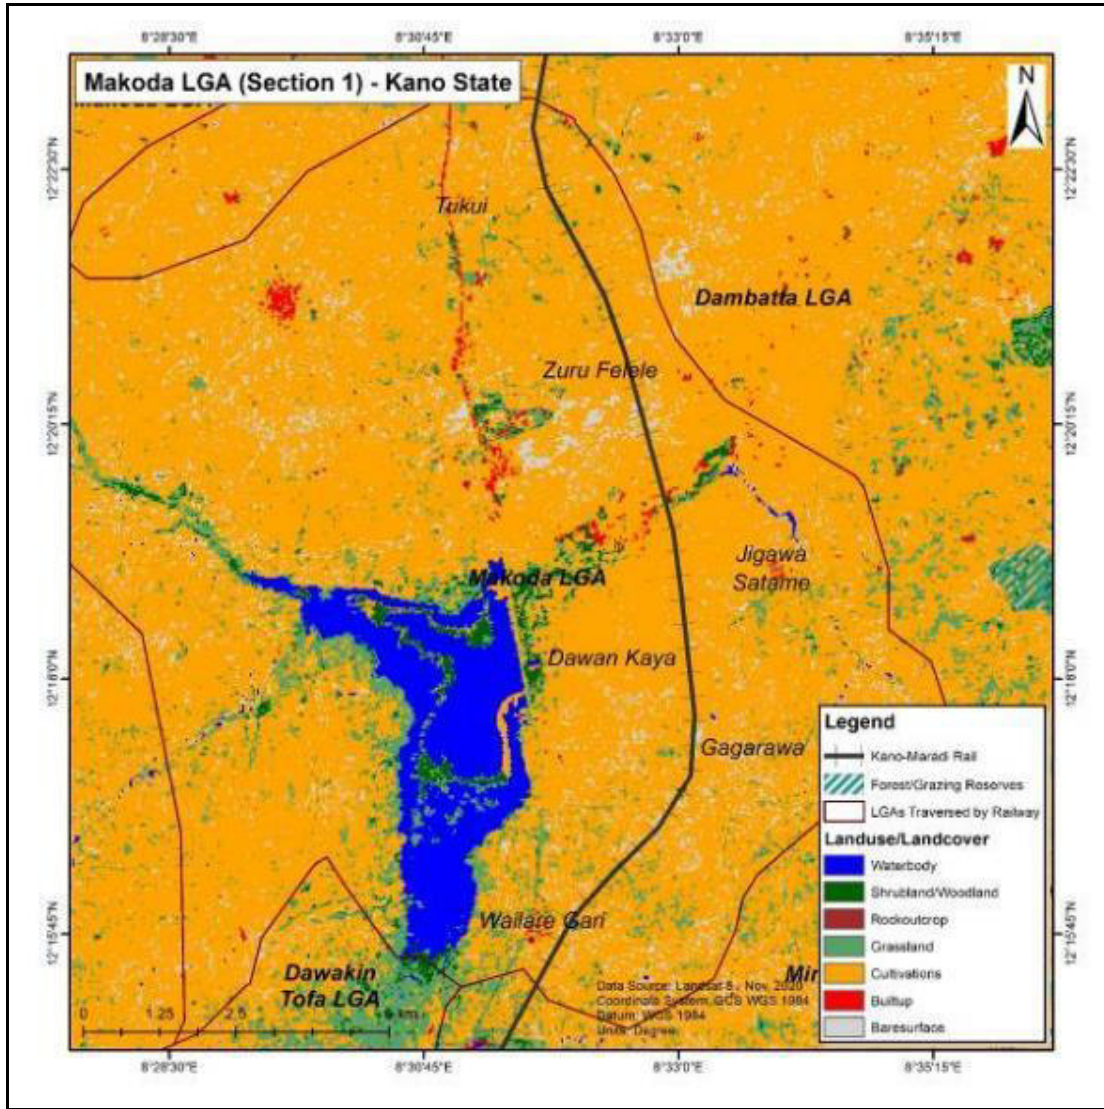 8°28'30"E 8°30'45"E 8°33'0"E 8°35'15"E
Makoda LGA (Section 1) - Kano State
N
12°22'30"N 12°22'30"N
Tukui
Dambatta LGA
Zuru Felele
12°20'15"N 12°20'15"N
Jigawa
Satame
Makoda LGA
Dawan Kaya
12°18'0"N 12°18'0"N
Gagarawa
Legend
Kano-Maradi Rail
Forest/Grazing Reserves
LGAs Traversed by Railway
Landuse/Landcover
Waterbody
Shrubland/Woodland
Rockoutcrop
Grassland
Cultivations
Builtup
Baresurface
Wailare Gari
12°15'45"N 12°15'45"N
Dawakin
Tofa LGA
Mir
Data Source: Landsat-8, Nov. 2020
Coordinate System: GCS WGS 1984
Datum: WGS 1984
Units: Degree
0 1.25 2.5 km
8°28'30"E 8°30'45"E 8°33'0"E 8°35'15"E